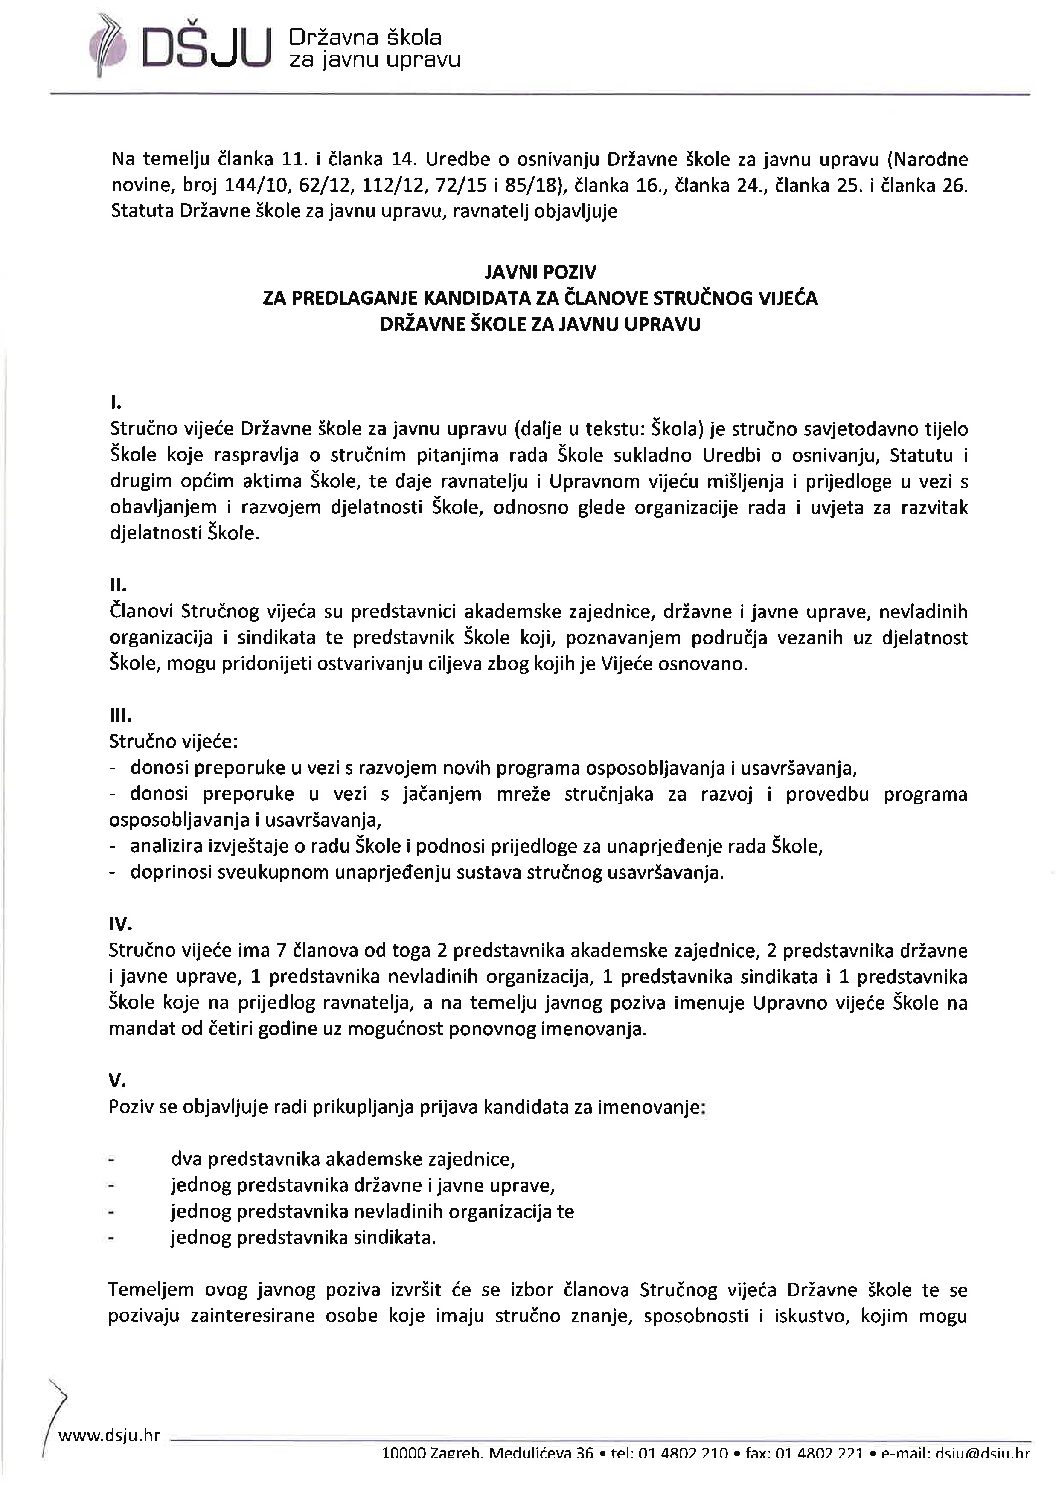 DŠJU Državna škola
za javnu upravu
Na temelju članka 11. i članka 14. Uredbe o osnivanju Državne škole za javnu upravu (Narodne
novine, broj 144/10, 62/12, 112/12, 72/15 i 85/18), članka 16., članka 24., članka 25. i članka 26.
Statuta Državne škole za javnu upravu, ravnatelj objavljuje
JAVNI POZIV
ZA PREDLAGANJE KANDIDATA ZA ČLANOVE STRUČNOG VIJEĆA
DRŽAVNE ŠKOLE ZA JAVNU UPRAVU
I.
Stručno vijeće Državne škole za javnu upravu (dalje u tekstu: Škola) je stručno savjetodavno tijelo
Škole koje raspravlja o stručnim pitanjima rada Škole sukladno Uredbi o osnivanju, Statutu i
drugim općim aktima Škole, te daje ravnatelju i Upravnom vijeću mišljenja i prijedloge u vezi s
obavljanjem i razvojem djelatnosti Škole, odnosno glede organizacije rada i uvjeta za razvitak
djelatnosti Škole.
II.
Članovi Stručnog vijeća su predstavnici akademske zajednice, državne i javne uprave, nevladinih
organizacija i sindikata te predstavnik Škole koji, poznavanjem područja vezanih uz djelatnost
Škole, mogu pridonijeti ostvarivanju ciljeva zbog kojih je Vijeće osnovano.
III.
Stručno vijeće:
- donosi preporuke u vezi s razvojem novih programa osposobljavanja i usavršavanja,
- donosi preporuke u vezi s jačanjem mreže stručnjaka za razvoj i provedbu programa
osposobljavanja i usavršavanja,
- analizira izvještaje o radu Škole i podnosi prijedloge za unaprjeđenje rada Škole,
- doprinosi sveukupnom unaprjeđenju sustava stručnog usavršavanja.
IV.
Stručno vijeće ima 7 članova od toga 2 predstavnika akademske zajednice, 2 predstavnika državne
i javne uprave, 1 predstavnika nevladinih organizacija, 1 predstavnika sindikata i 1 predstavnika
Škole koje na prijedlog ravnatelja, a na temelju javnog poziva imenuje Upravno vijeće Škole na
mandat od četiri godine uz mogućnost ponovnog imenovanja.
V.
Poziv se objavljuje radi prikupljanja prijava kandidata za imenovanje:
- dva predstavnika akademske zajednice,
- jednog predstavnika državne i javne uprave,
- jednog predstavnika nevladinih organizacija te
- jednog predstavnika sindikata.
Temeljem ovog javnog poziva izvršit će se izbor članova Stručnog vijeća Državne škole te se
pozivaju zainteresirane osobe koje imaju stručno znanje, sposobnosti i iskustvo, kojim mogu
www.dsju.hr
10000 Zagreb, Medulićeva 36 • tel: 01 4802 210 • fax: 01 4802 221 • e-mail: dsju@dsju.hr